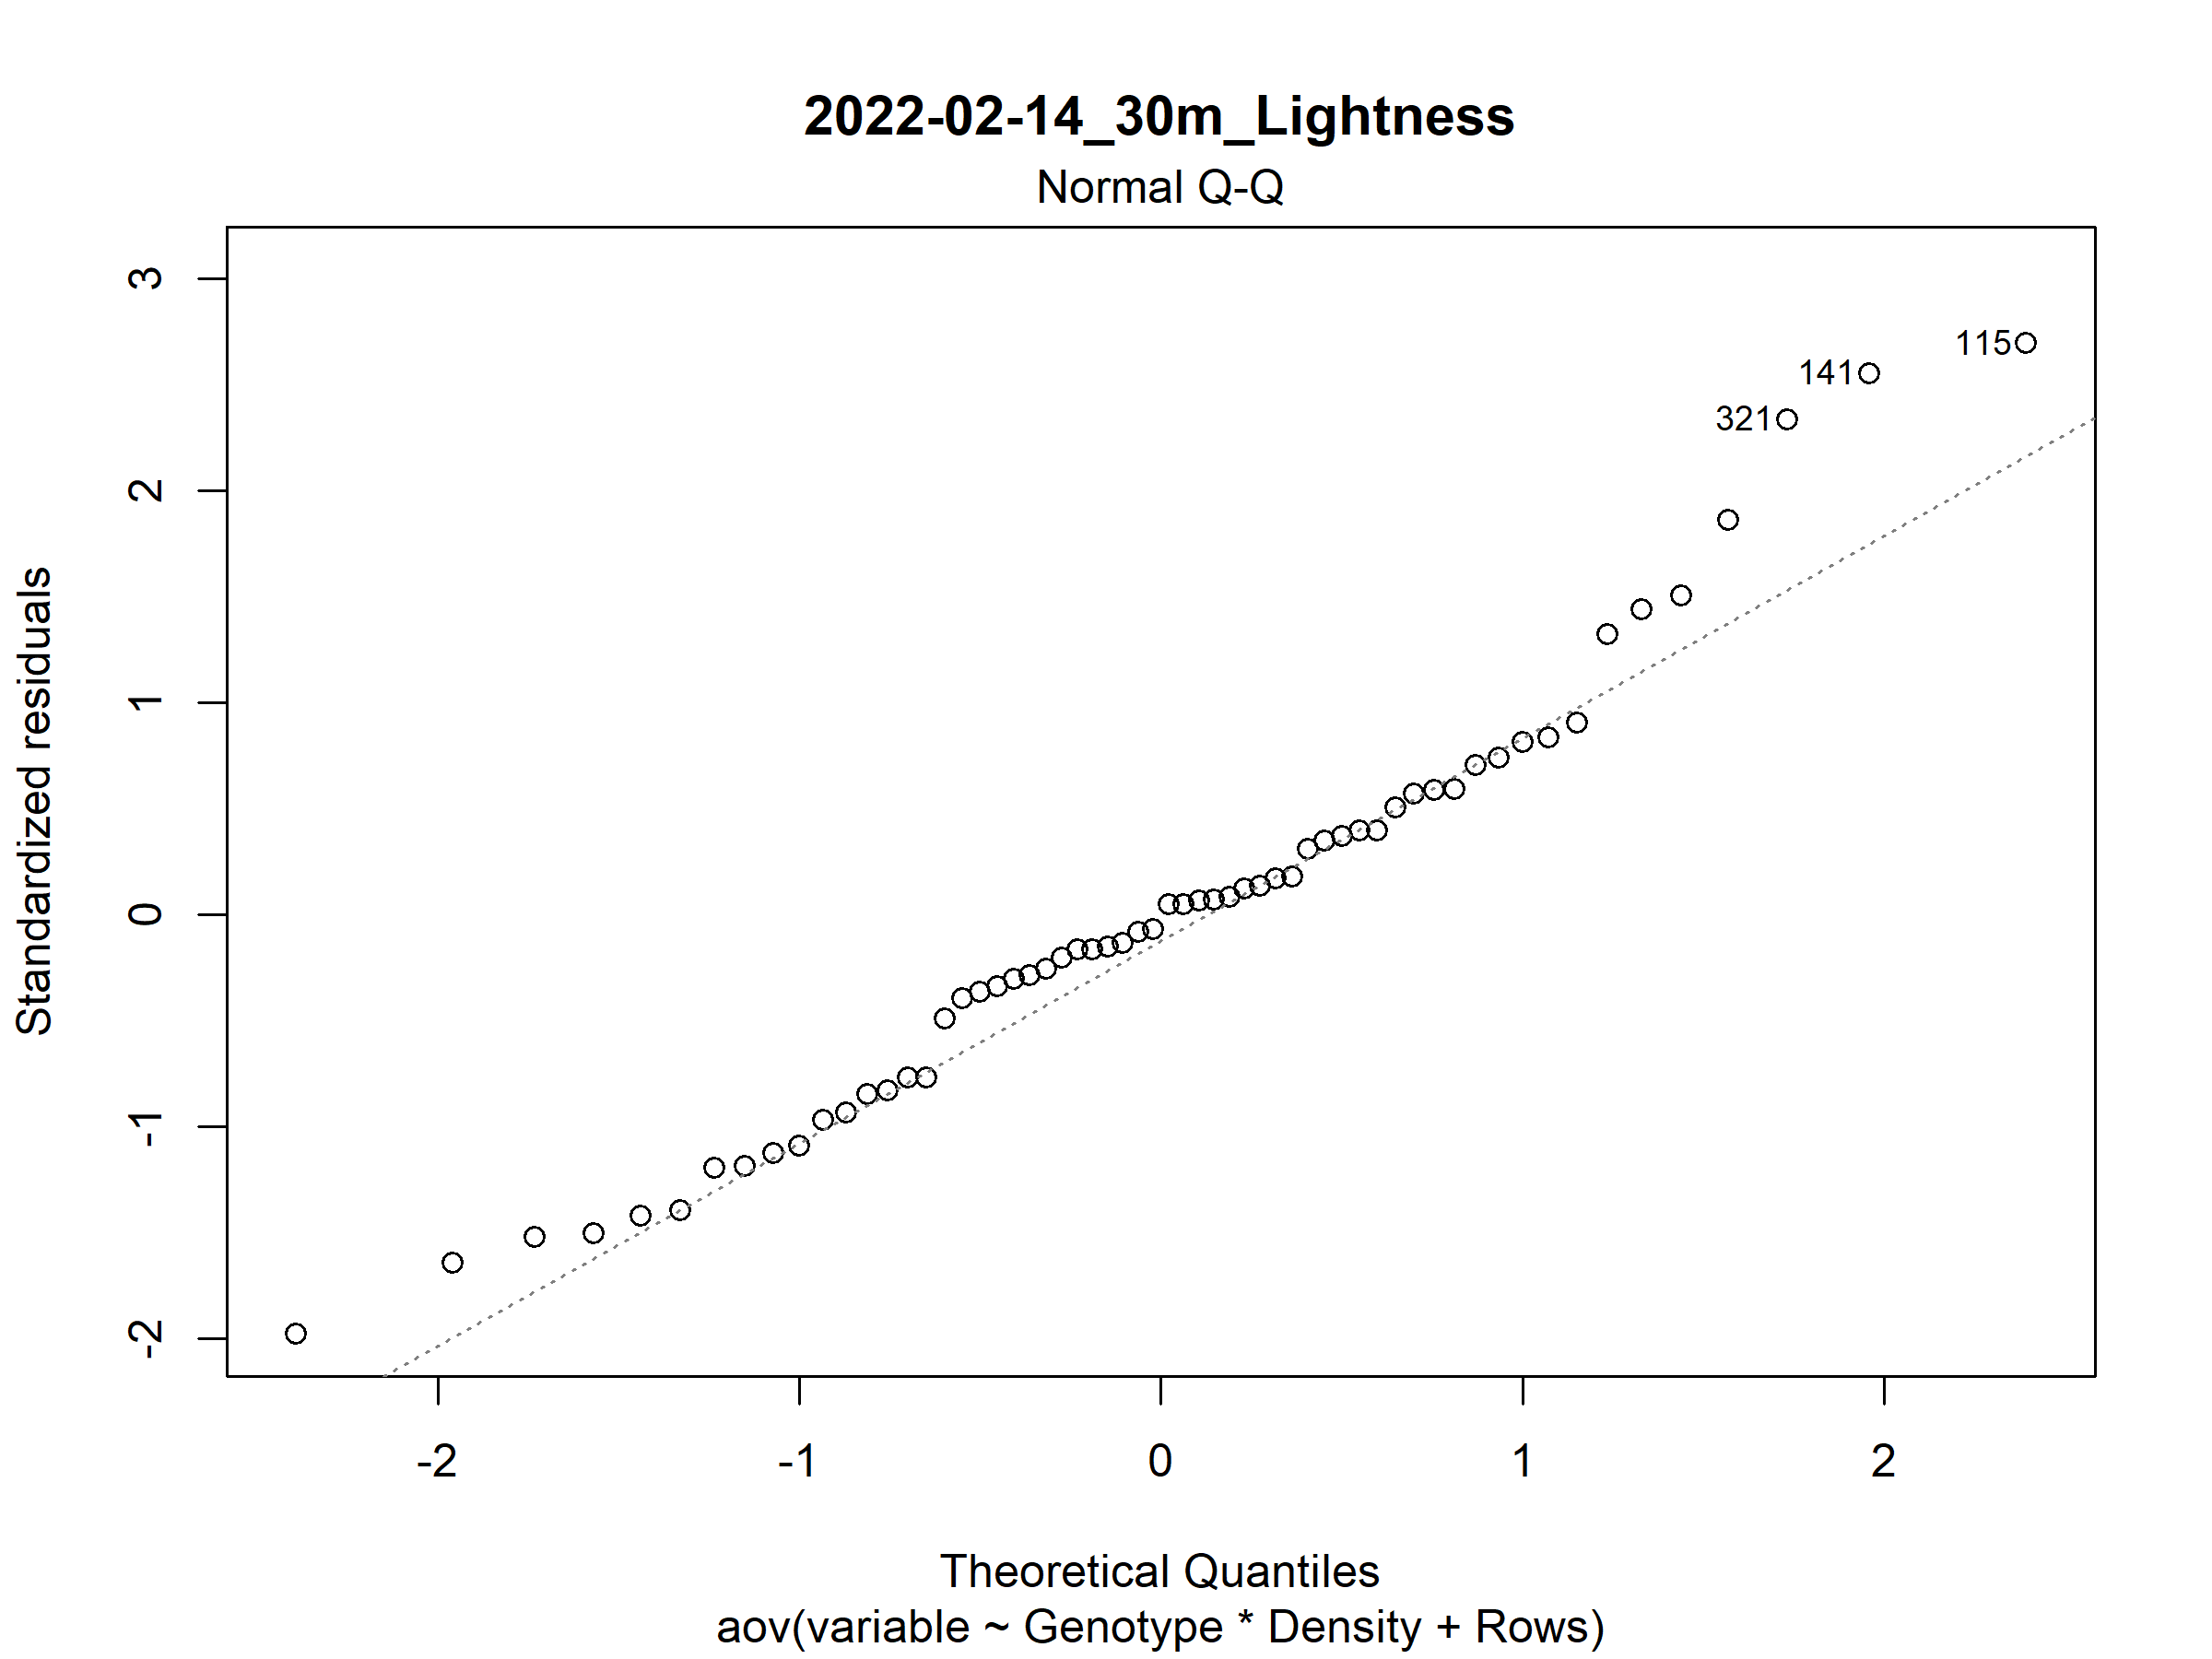 2022-02-14_30m_Lightness
Normal Q-Q
3
2
1
0
-1
-2
115
141
321
Standardized residuals
-2
-1
0
1
2
Theoretical Quantiles
aov(variable ~ Genotype * Density + Rows)